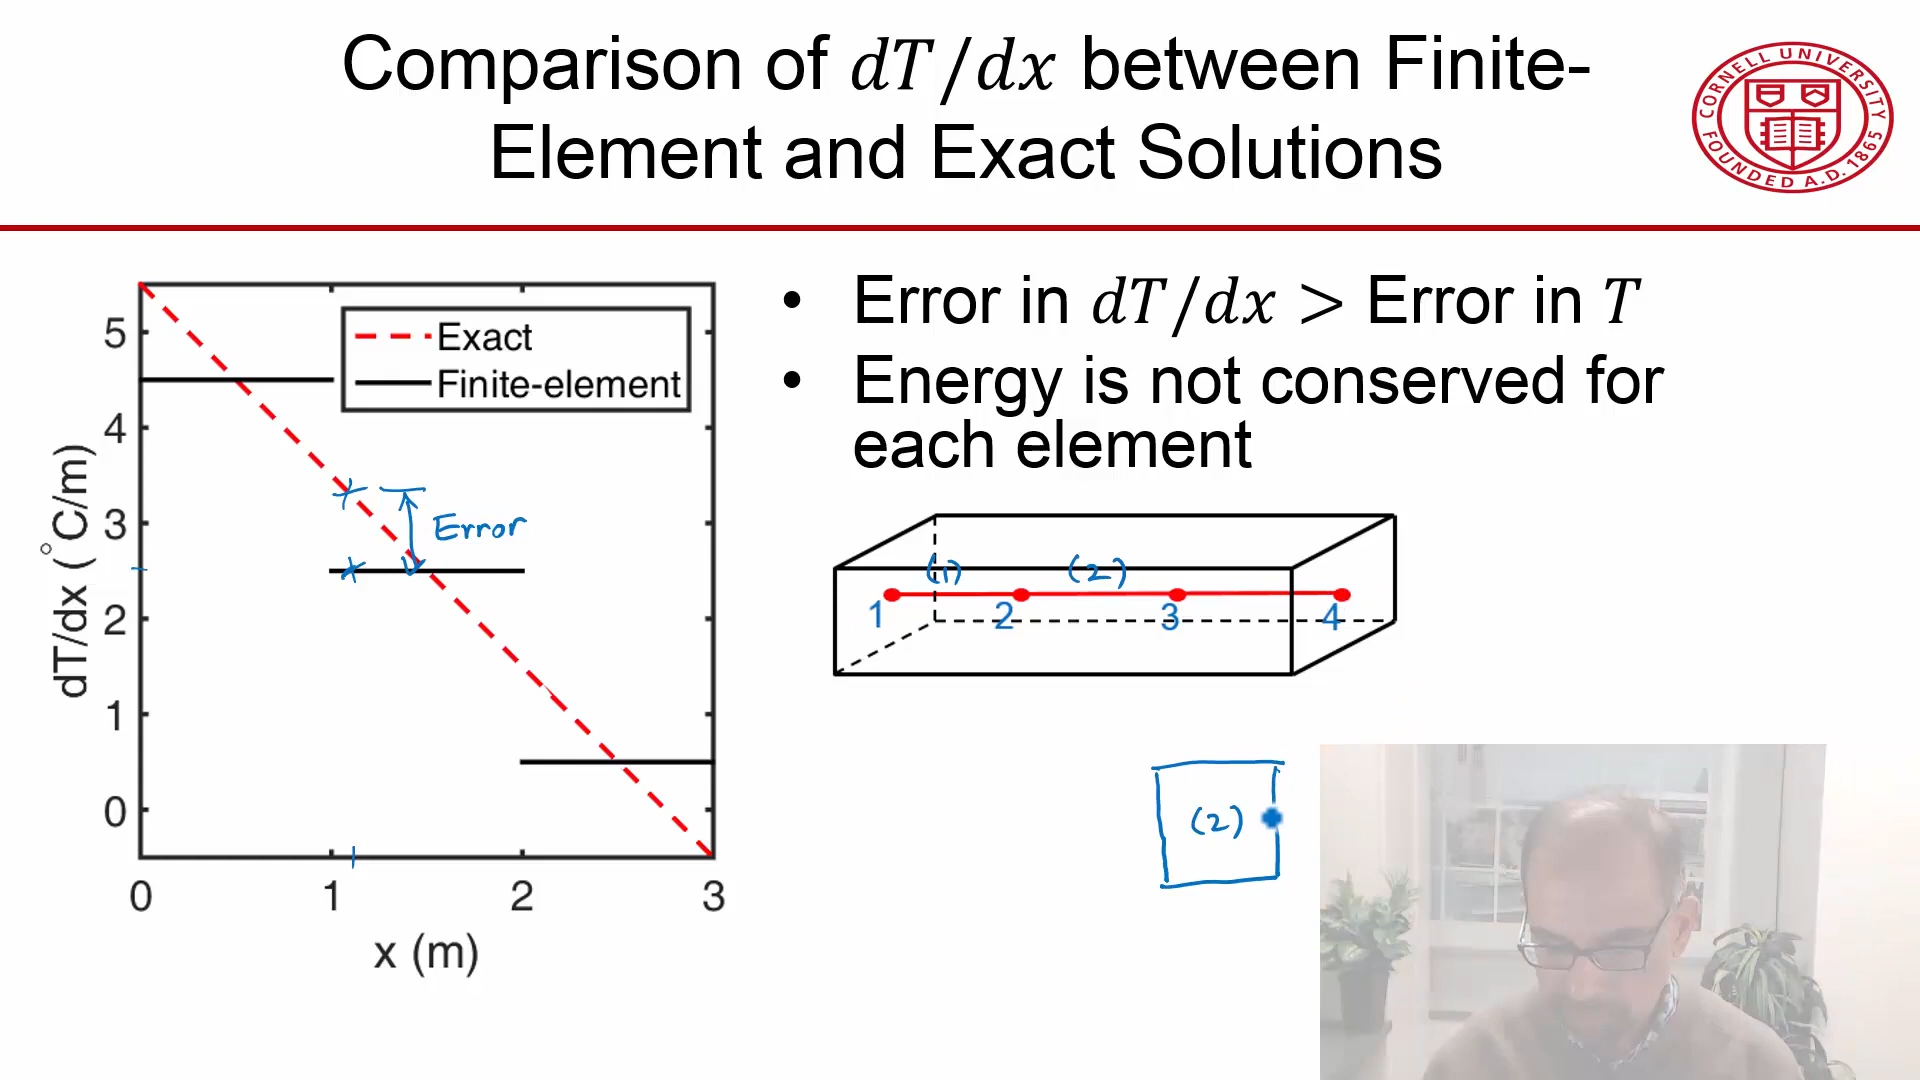 Comparison of dT/dx between Finite-
Element and Exact Solutions
CORNELL UNIVERSITY
FOUNDED A.D. 1865
• Error in dT/dx > Error in T
• Energy is not conserved for
each element
Exact
Finite-element
5
4
3
2
1
0
dT/dx (°C/m)
0 1 2 3
x (m)
Error
(1) (2)
1 2 3 4
(2)